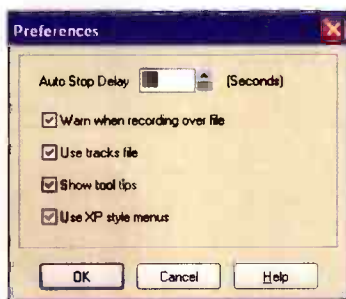 Preferences
Auto Stop Delay (Seconds)
Warn when recording over file
Use tracks file
Show tool tips
Use XP style menus
OK Cancel Help